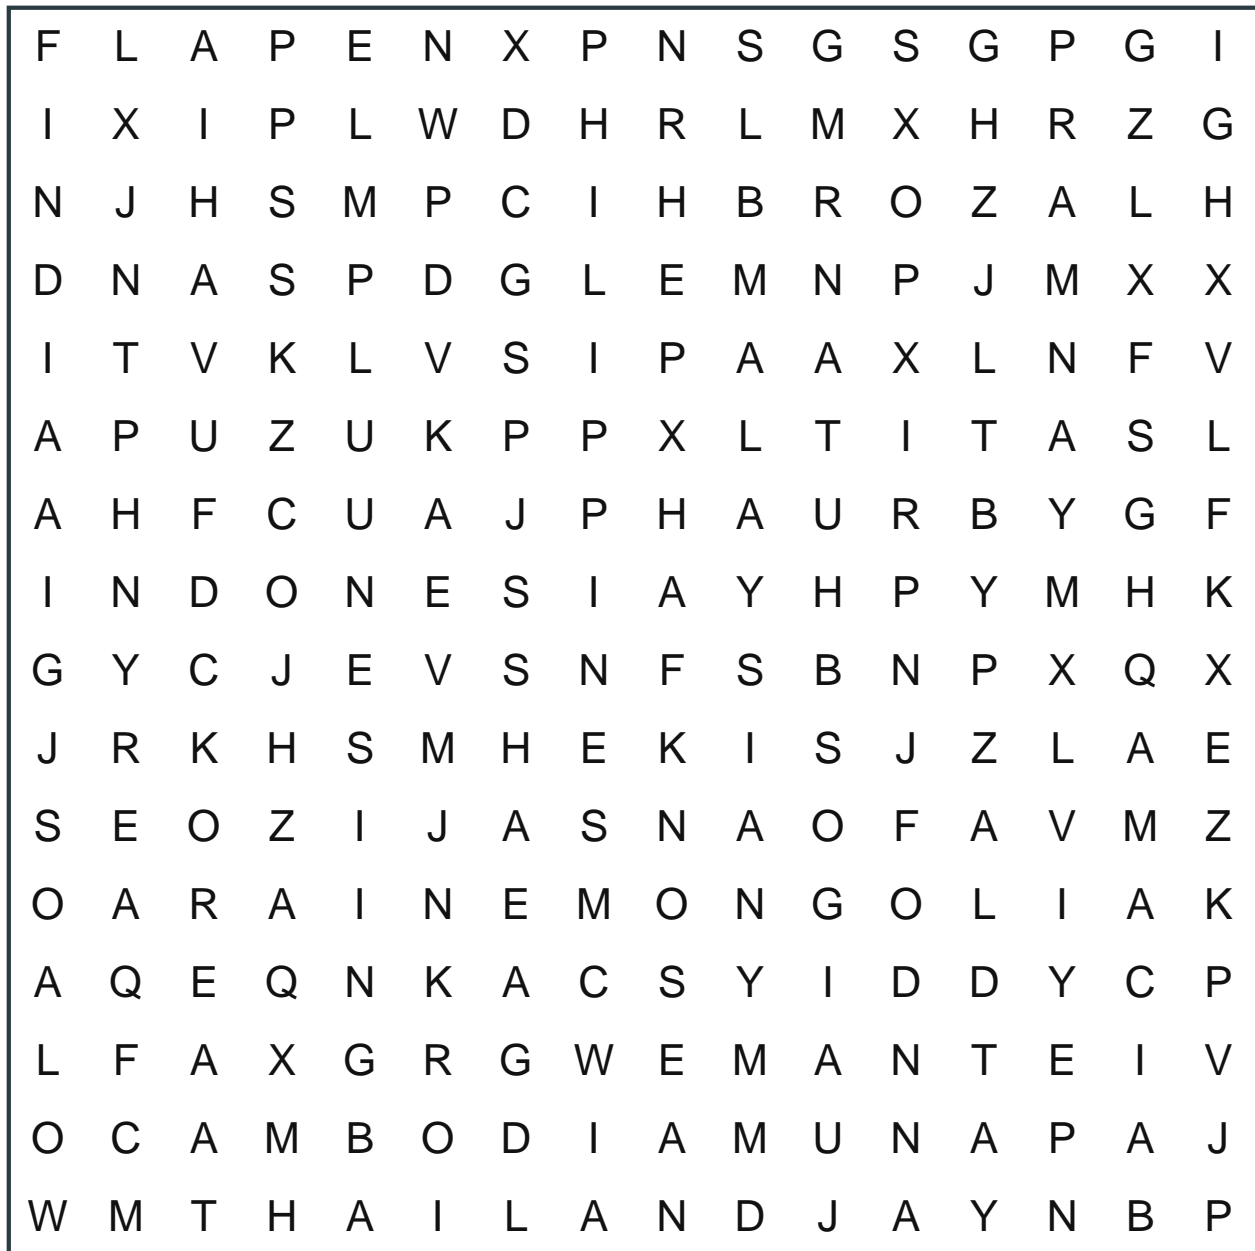 F L A P E N X P N S G S G P G I
I X I P L W D H R L M X H R Z G
N J H S M P C I H B R O Z A L H
D N A S P D G L E M N P J M X X
I T V K L V S I P A A X L N F V
A P U Z U K P P X L T I T A S L
A H F C U A J P H A U R B Y G F
I N D O N E S I A Y H P Y M H K
G Y C J E V S N F S B N P X Q X
J R K H S M H E K I S J Z L A E
S E O Z I J A S N A O F A V M Z
O A R A I N E M O N G O L I A K
A Q E Q N K A C S Y I D D Y C P
L F A X G R G W E M A N T E I V
O C A M B O D I A M U N A P A J
W M T H A I L A N D J A Y N B P